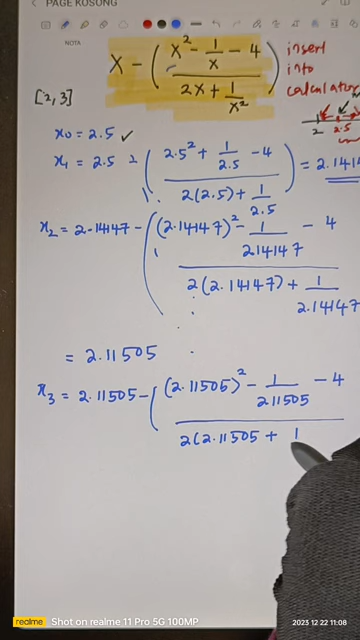 PAGE KOSUNG
NOTA
x - ( x² - 1/x - 4 / 2x + 1/x² ) insert into calculator
[2, 3]
2 2.5
x₀ = 2.5 ✓
x₁ = 2.5 - ( 2.5² + 1/2.5 - 4 / 2(2.5) + 1/2.5 ) = 2.1414
x₂ = 2.14147 - ( (2.14147)² - 1/2.14147 - 4 / 2(2.14147) + 1/2.14147
= 2.11505
x₃ = 2.11505 - ( (2.11505)² - 1/2.11505 - 4 / 2(2.11505 + 1
realme Shot on realme 11 Pro 5G 100MP 2023 12 22 11:08